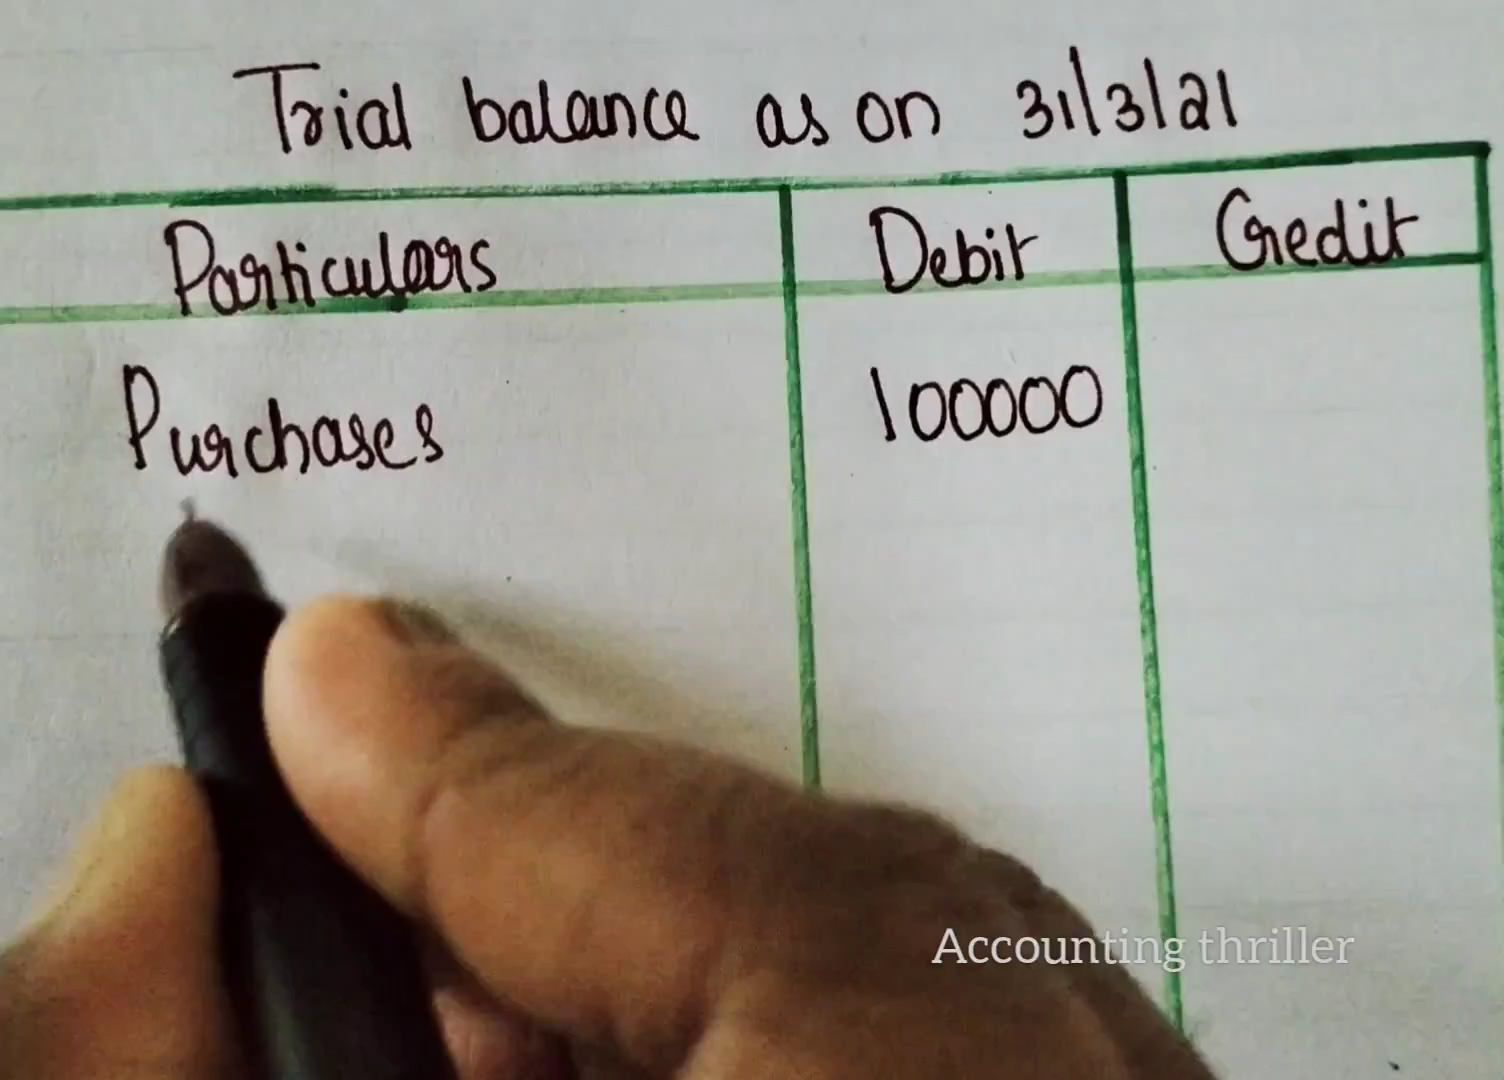 Trial balance as on 31/3/21
Particulars Debit Credit
Purchases 100000
Accounting thriller